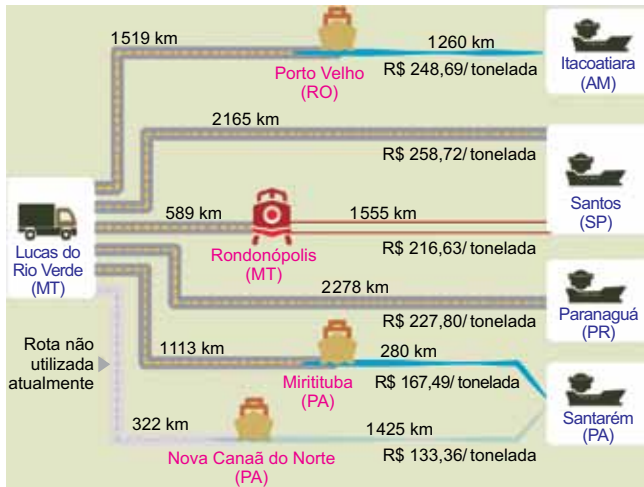 1519 km
Porto Velho
(RO)
1260 km
R$ 248,69/ tonelada
Itacoatiara
(AM)
2165 km
R$ 258,72/ tonelada
Santos
(SP)
589 km
Rondonópolis
(MT)
1555 km
R$ 216,63/ tonelada
Lucas do
Rio Verde
(MT)
2278 km
R$ 227,80/ tonelada
Paranaguá
(PR)
Rota não
utilizada
atualmente
1113 km
Miritituba
(PA)
280 km
R$ 167,49/ tonelada
Santarém
(PA)
322 km
Nova Canaã do Norte
(PA)
1425 km
R$ 133,36/ tonelada